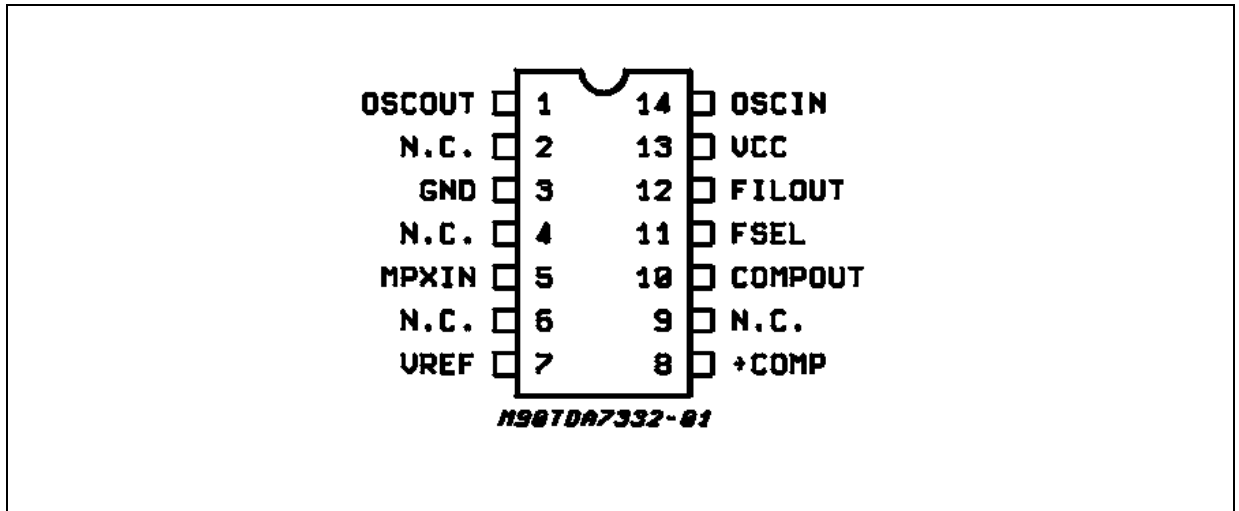 OSCOUT 1 14 OSCIN
N.C. 2 13 VCC
GND 3 12 FILOUT
N.C. 4 11 FSEL
MPXIN 5 10 COMPOUT
N.C. 6 9 N.C.
VREF 7 8 +COMP
M90TDA7332-01